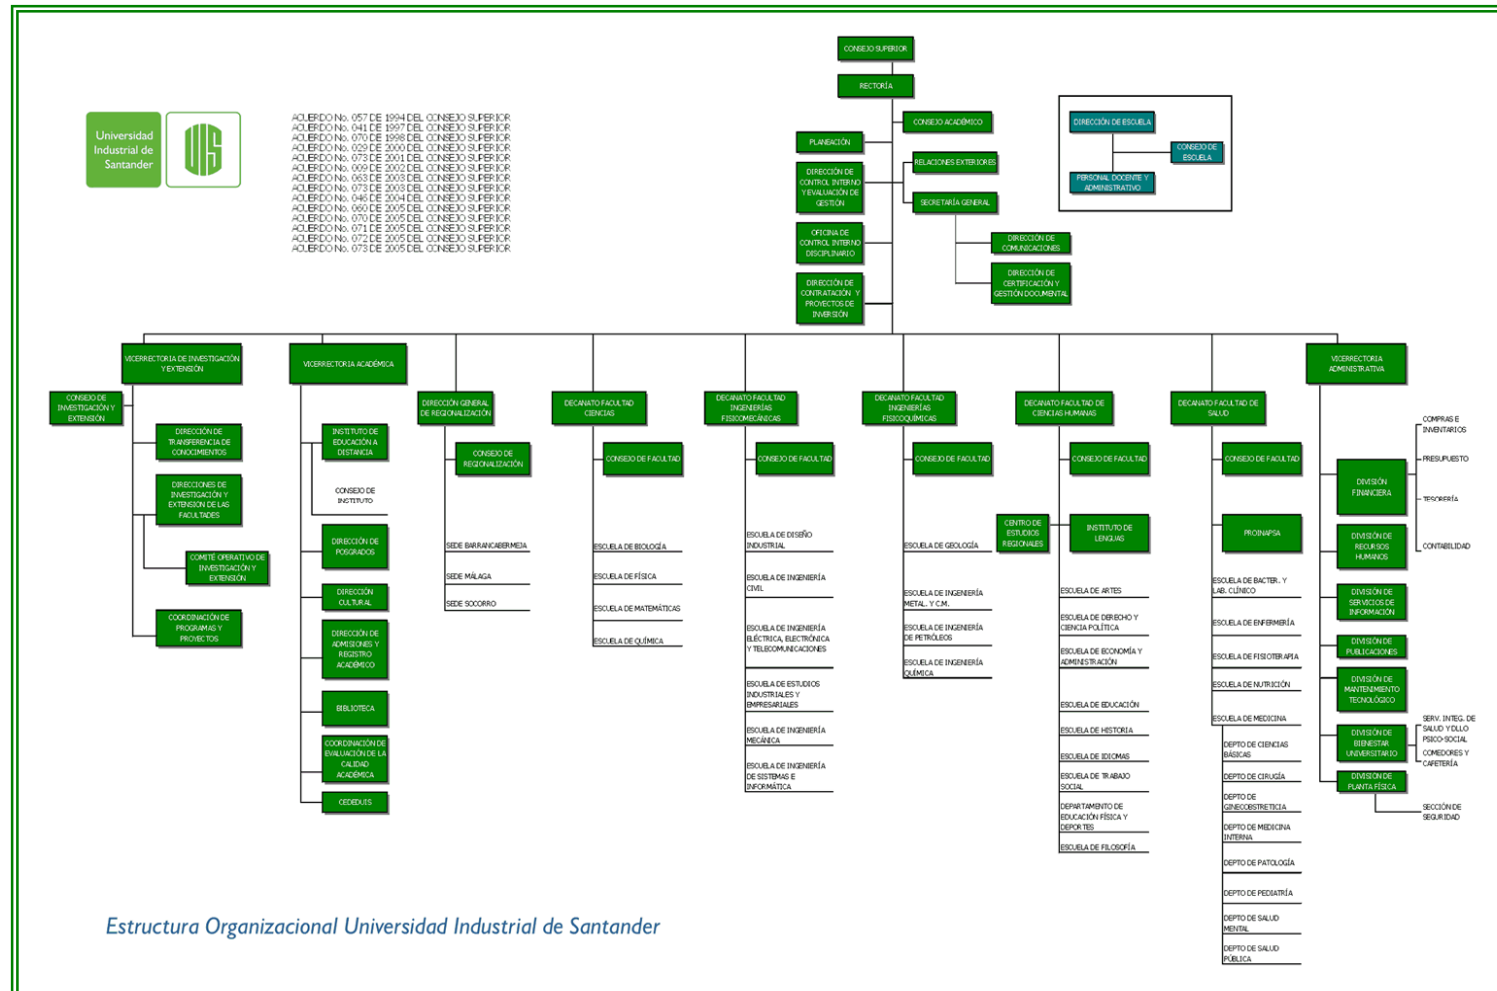 CONSEJO SUPERIOR
RECTORÍA
CONSEJO ACADÉMICO
PLANEACIÓN
RELACIONES EXTERIORES
DIRECCIÓN DE
CONTROL INTERNO
Y EVALUACIÓN DE
GESTIÓN
SECRETARÍA GENERAL
OFICINA DE
CONTROL INTERNO
DISCIPLINARIO
DIRECCIÓN DE
COMUNICACIONES
DIRECCIÓN DE
CERTIFICACIÓN Y
GESTIÓN DOCUMENTAL
DIRECCIÓN DE
CONTRATACIÓN Y
PROYECTOS DE
INVERSIÓN
DIRECCIÓN DE ESCUELA
CONSEJO DE
ESCUELA
PERSONAL DOCENTE Y
ADMINISTRATIVO
Universidad
Industrial de
Santander
UIS
ACUERDO No. 057 DE 1994 DEL CONSEJO SUPERIOR
ACUERDO No. 041 DE 1997 DEL CONSEJO SUPERIOR
ACUERDO No. 070 DE 1998 DEL CONSEJO SUPERIOR
ACUERDO No. 029 DE 2000 DEL CONSEJO SUPERIOR
ACUERDO No. 073 DE 2001 DEL CONSEJO SUPERIOR
ACUERDO No. 009 DE 2002 DEL CONSEJO SUPERIOR
ACUERDO No. 063 DE 2003 DEL CONSEJO SUPERIOR
ACUERDO No. 073 DE 2003 DEL CONSEJO SUPERIOR
ACUERDO No. 046 DE 2004 DEL CONSEJO SUPERIOR
ACUERDO No. 060 DE 2005 DEL CONSEJO SUPERIOR
ACUERDO No. 070 DE 2005 DEL CONSEJO SUPERIOR
ACUERDO No. 071 DE 2005 DEL CONSEJO SUPERIOR
ACUERDO No. 072 DE 2005 DEL CONSEJO SUPERIOR
ACUERDO No. 073 DE 2005 DEL CONSEJO SUPERIOR
VICERRECTORIA DE INVESTIGACIÓN
Y EXTENSIÓN
CONSEJO DE
INVESTIGACIÓN Y
EXTENSIÓN
DIRECCIÓN DE
TRANSFERENCIA DE
CONOCIMIENTOS
DIRECCIONES DE
INVESTIGACIÓN Y
EXTENSION DE LAS
FACULTADES
COMITÉ OPERATIVO DE
INVESTIGACIÓN Y
EXTENSIÓN
COORDINACIÓN DE
PROGRAMAS Y
PROYECTOS
VICERRECTORIA ACADÉMICA
INSTITUTO DE
EDUCACIÓN A
DISTANCIA
CONSEJO DE
INSTITUTO
DIRECCIÓN DE
POSGRADOS
DIRECCIÓN
CULTURAL
DIRECCIÓN DE
ADMISIONES Y
REGISTRO
ACADÉMICO
BIBLIOTECA
COORDINACIÓN DE
EVALUACIÓN DE LA
CALIDAD
ACADÉMICA
CEDEDUIS
DIRECCIÓN GENERAL
DE REGIONALIZACIÓN
CONSEJO DE
REGIONALIZACIÓN
SEDE BARRANCABERMEJA
SEDE MÁLAGA
SEDE SOCORRO
DECANATO FACULTAD
CIENCIAS
CONSEJO DE FACULTAD
ESCUELA DE BIOLOGÍA
ESCUELA DE FÍSICA
ESCUELA DE MATEMÁTICAS
ESCUELA DE QUÍMICA
DECANATO FACULTAD
INGENIERÍAS
FISICOMECÁNICAS
CONSEJO DE FACULTAD
ESCUELA DE DISEÑO
INDUSTRIAL
ESCUELA DE INGENIERÍA
CIVIL
ESCUELA DE INGENIERÍA
ELÉCTRICA, ELECTRÓNICA
Y TELECOMUNICACIONES
ESCUELA DE ESTUDIOS
INDUSTRIALES Y
EMPRESARIALES
ESCUELA DE INGENIERÍA
MECÁNICA
ESCUELA DE INGENIERÍA
DE SISTEMAS E
INFORMÁTICA
DECANATO FACULTAD
INGENIERÍAS
FISICOQUÍMICAS
CONSEJO DE FACULTAD
ESCUELA DE GEOLOGÍA
ESCUELA DE INGENIERÍA
METAL. Y C.M.
ESCUELA DE INGENIERÍA
DE PETRÓLEOS
ESCUELA DE INGENIERÍA
QUÍMICA
DECANATO FACULTAD DE
CIENCIAS HUMANAS
CONSEJO DE FACULTAD
CENTRO DE
ESTUDIOS
REGIONALES
INSTITUTO DE
LENGUAS
ESCUELA DE ARTES
ESCUELA DE DERECHO Y
CIENCIA POLÍTICA
ESCUELA DE ECONOMÍA Y
ADMINISTRACIÓN
ESCUELA DE EDUCACIÓN
ESCUELA DE HISTORIA
ESCUELA DE IDIOMAS
ESCUELA DE TRABAJO
SOCIAL
DEPARTAMENTO DE
EDUCACIÓN FÍSICA Y
DEPORTES
ESCUELA DE FILOSOFÍA
DECANATO FACULTAD DE
SALUD
CONSEJO DE FACULTAD
PROINAPSA
ESCUELA DE BACTER. Y
LAB. CLÍNICO
ESCUELA DE ENFERMERÍA
ESCUELA DE FISIOTERAPIA
ESCUELA DE NUTRICIÓN
ESCUELA DE MEDICINA
DEPTO DE CIENCIAS
BÁSICAS
DEPTO DE CIRUGÍA
DEPTO DE
GINECOBSTRETICIA
DEPTO DE MEDICINA
INTERNA
DEPTO DE PATOLOGÍA
DEPTO DE PEDIATRÍA
DEPTO DE SALUD
MENTAL
DEPTO DE SALUD
PÚBLICA
VICERRECTORIA
ADMINISTRATIVA
DIVISIÓN
FINANCIERA
COMPRAS E
INVENTARIOS
PRESUPUESTO
TESORERÍA
CONTABILIDAD
DIVISIÓN DE
RECURSOS
HUMANOS
DIVISIÓN DE
SERVICIOS DE
INFORMACIÓN
DIVISIÓN DE
PUBLICACIONES
DIVISIÓN DE
MANTENIMIENTO
TECNOLÓGICO
DIVISIÓN DE
BIENESTAR
UNIVERSITARIO
SERV. INTEG. DE
SALUD Y DLLO
PSICO-SOCIAL
COMEDORES Y
CAFETERÍA
DIVISION DE
PLANTA FÍSICA
SECCIÓN DE
SEGURIDAD
Estructura Organizacional Universidad Industrial de Santander